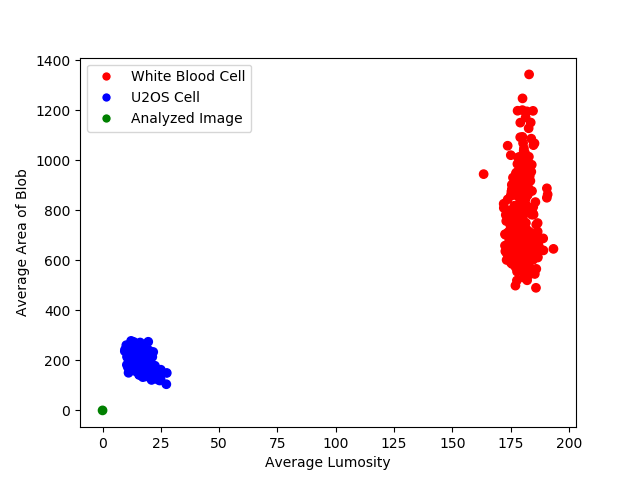 1400
1200
1000
800
600
400
200
0
Average Area of Blob
White Blood Cell
U2OS Cell
Analyzed Image
0 25 50 75 100 125 150 175 200
Average Lumosity